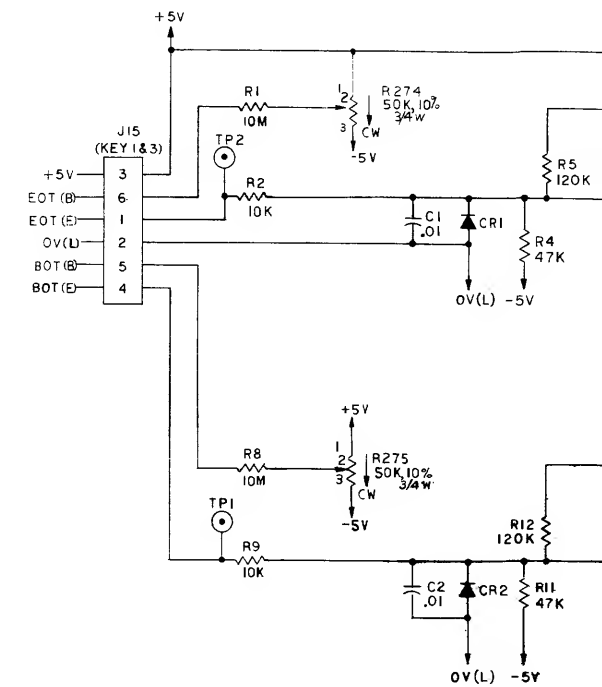 +5V
R1
10M
1
2
3
R274
50K, 10%
3/4W
CW
-5V
J15
(KEY 1&3)
TP2
R5
120K
+5V
3
EOT (B)
6
R2
10K
EOT (E)
1
C1
.01
CR1
OV(L)
2
R4
47K
BOT(B)
5
BOT(E)
4
OV(L)
-5V
+5V
R8
10M
1
2
3
R275
50K, 10%
3/4W
CW
-5V
TP1
R12
120K
R9
10K
C2
.01
CR2
R11
47K
OV(L)
-5V